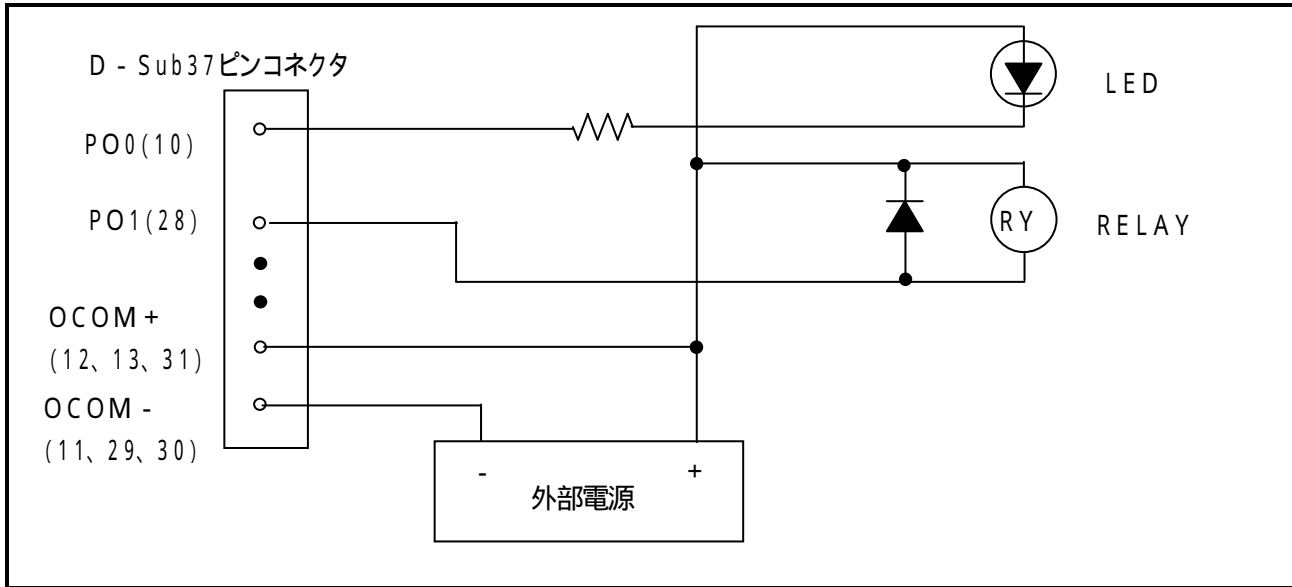 D - Sub37ピンコネクタ
LED
PO0(10)
PO1(28)
RY
RELAY
OCOM+
(12、13、31)
OCOM-
(11、29、30)
- +
外部電源